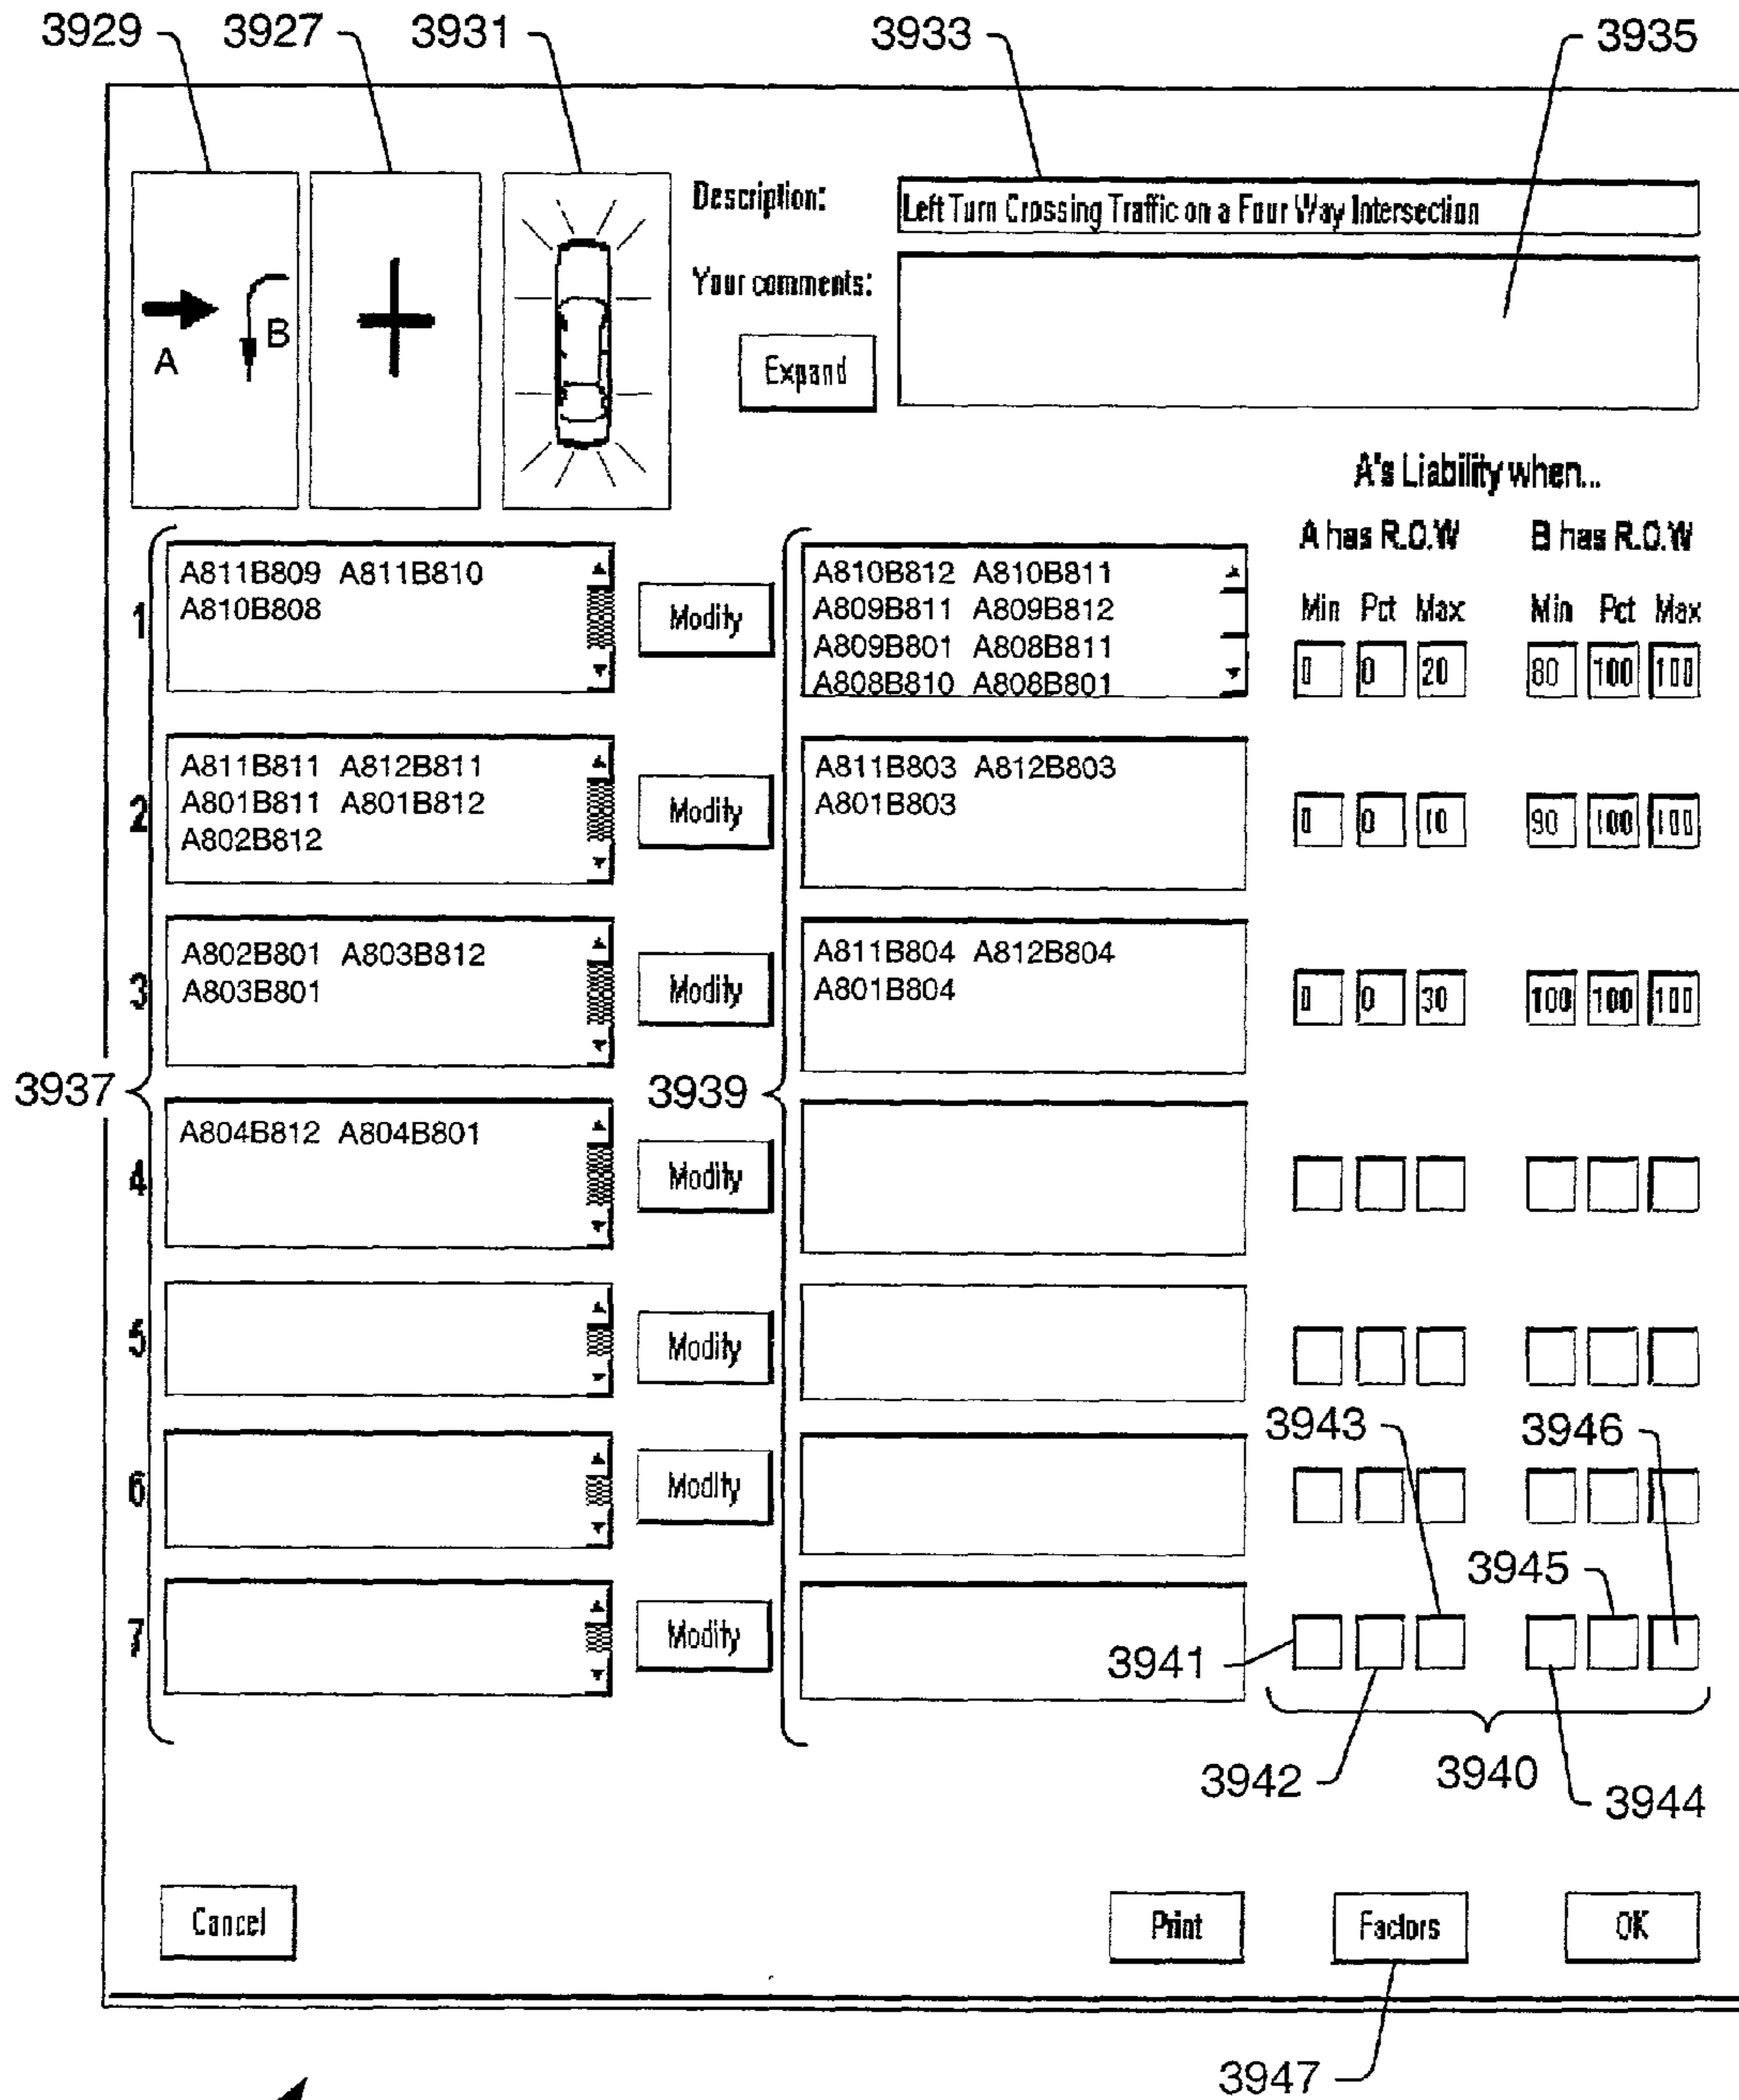 3929 3927 3931 3933 3935
Description: Left Turn Crossing Traffic on a Four Way Intersection
Your comments:
Expand
A B
A's Liability when...
A has R.O.W B has R.O.W
Min Pct Max Min Pct Max
1
A811B809 A811B810
A810B808
Modify
A810B812 A810B811
A809B811 A809B812
A809B801 A808B811
A808B810 A808B801
0 0 20 80 100 100
2
A811B811 A812B811
A801B811 A801B812
A802B812
Modify
A811B803 A812B803
A801B803
0 0 10 90 100 100
3
A802B801 A803B812
A803B801
Modify
A811B804 A812B804
A801B804
0 0 30 100 100 100
3937 3939
4
A804B812 A804B801
Modify
5
Modify
3943 3946
6
Modify
3945
7
Modify
3941
3942 3940 3944
Cancel Print Factors OK
3947